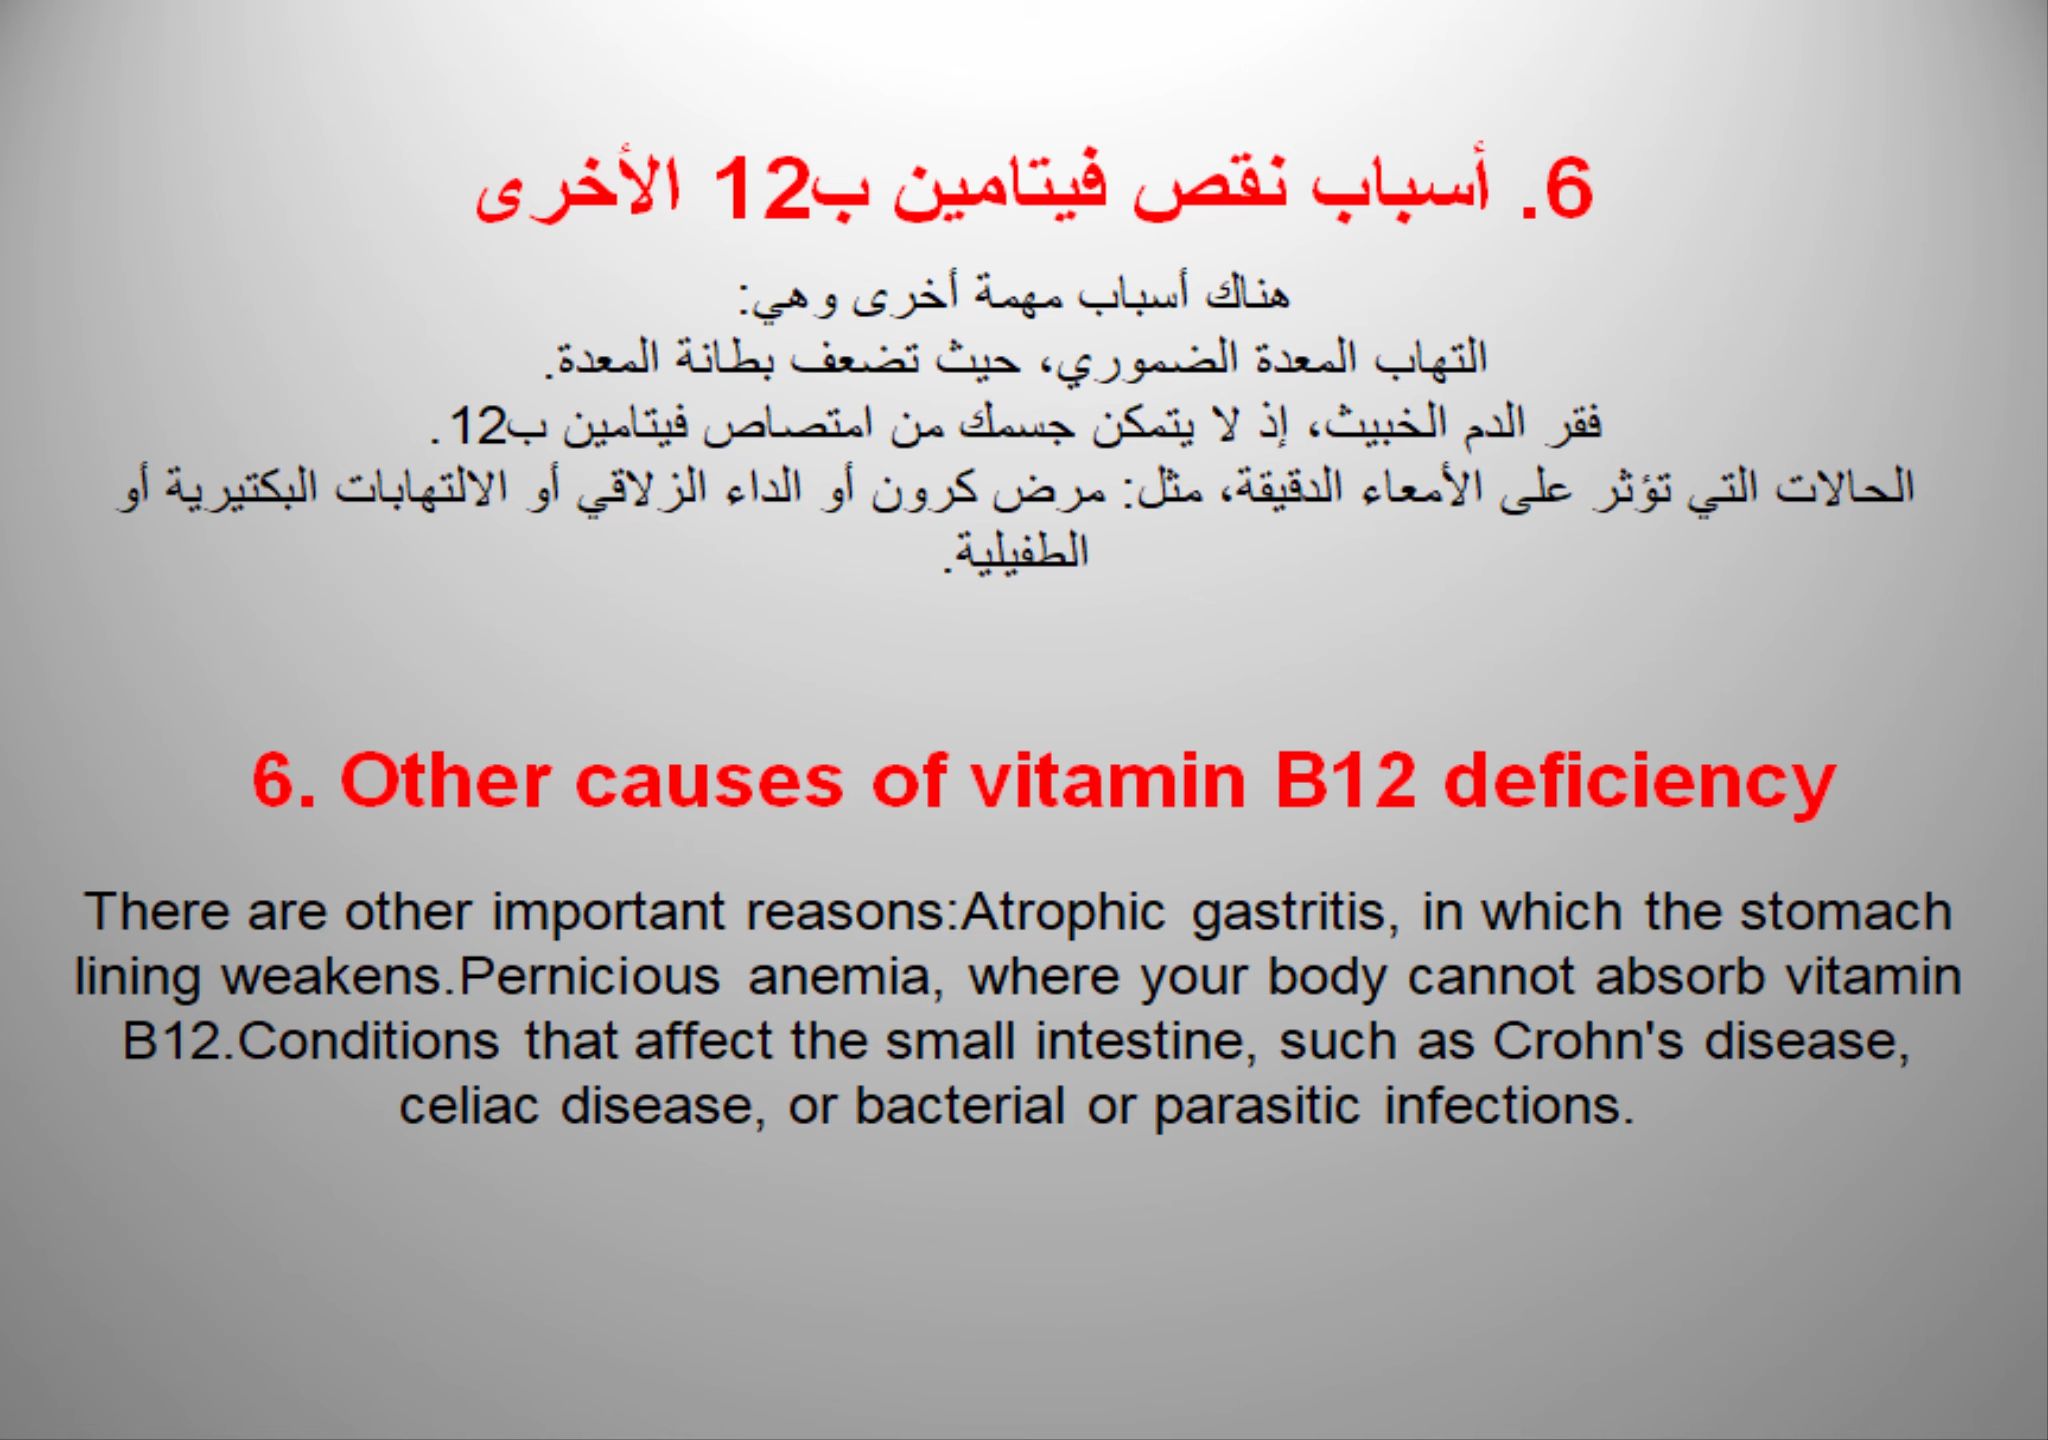 6. أسباب نقص فيتامين ب12 الأخرى
هناك أسباب مهمة أخرى وهي:
التهاب المعدة الضموري، حيث تضعف بطانة المعدة.
فقر الدم الخبيث، إذ لا يتمكن جسمك من امتصاص فيتامين ب12.
الحالات التي تؤثر على الأمعاء الدقيقة، مثل: مرض كرون أو الداء الزلاقي أو الالتهابات البكتيرية أو
الطفيلية.
6. Other causes of vitamin B12 deficiency
There are other important reasons:Atrophic gastritis, in which the stomach
lining weakens.Pernicious anemia, where your body cannot absorb vitamin
B12.Conditions that affect the small intestine, such as Crohn's disease,
celiac disease, or bacterial or parasitic infections.